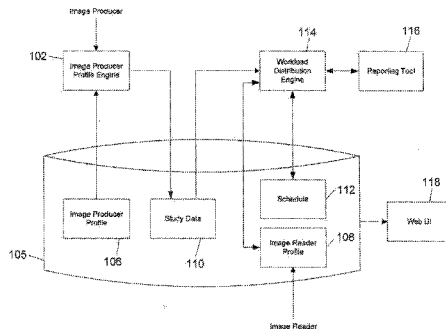 Image Producer
102
Image Producer
Profile Engine
114
Workload
Distribution
Engine
116
Reporting Tool
Image Producer
Profile
106
Study Data
110
Schedule
112
Image Reader
Profile
108
105
118
Web UI
Image Reader